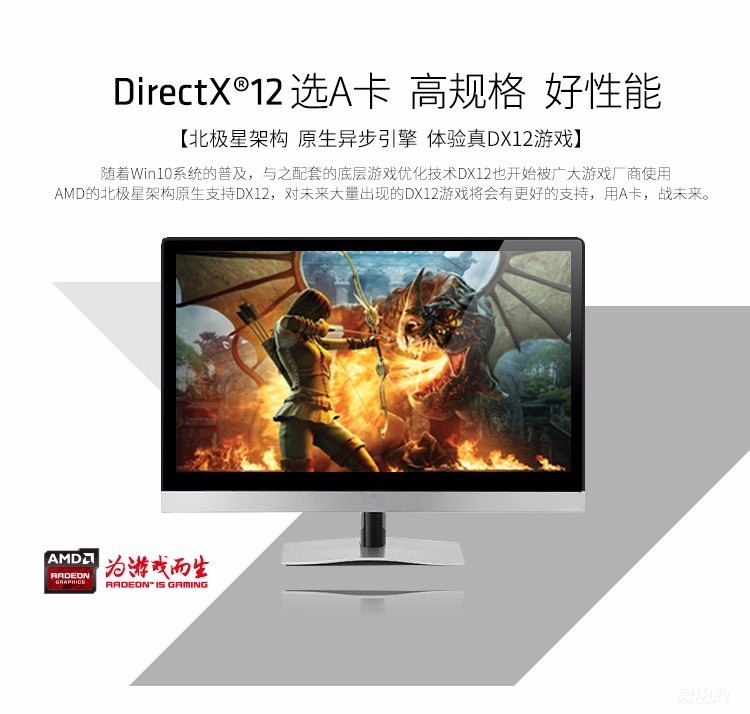 DirectX®12 选A卡 高规格 好性能
【北极星架构 原生异步引擎 体验真DX12游戏】
随着Win10系统的普及，与之配套的底层游戏优化技术DX12也开始被广大游戏厂商使用
AMD的北极星架构原生支持DX12，对未来大量出现的DX12游戏将会有更好的支持，用A卡，战未来。
AMD
RADEON
GRAPHICS
为游戏而生
RADEON™ IS GAMING